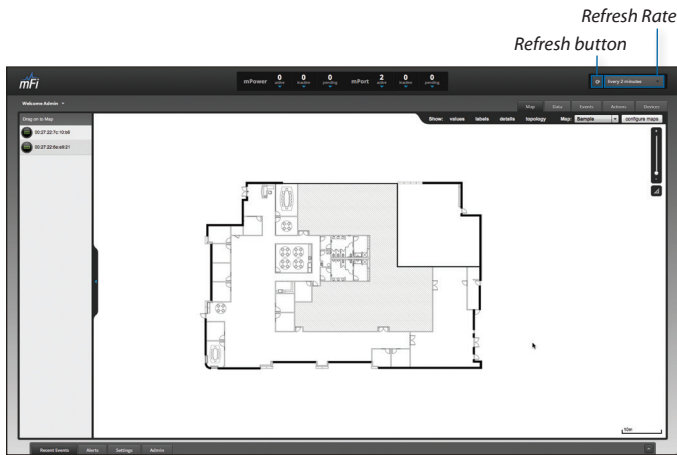 Refresh Rate
Refresh button
mFi
mPower 0 active 0 inactive 0 pending mPort 2 active 0 inactive 0 pending
Every 2 minutes
Welcome Admin
Map Data Events Actions Devices
Drag on to Map
Show: values labels details topology Map: Sample configure maps
00:27:22:7c:10:b8
00:27:22:6e:e9:21
10m
Recent Events Alerts Settings Admin